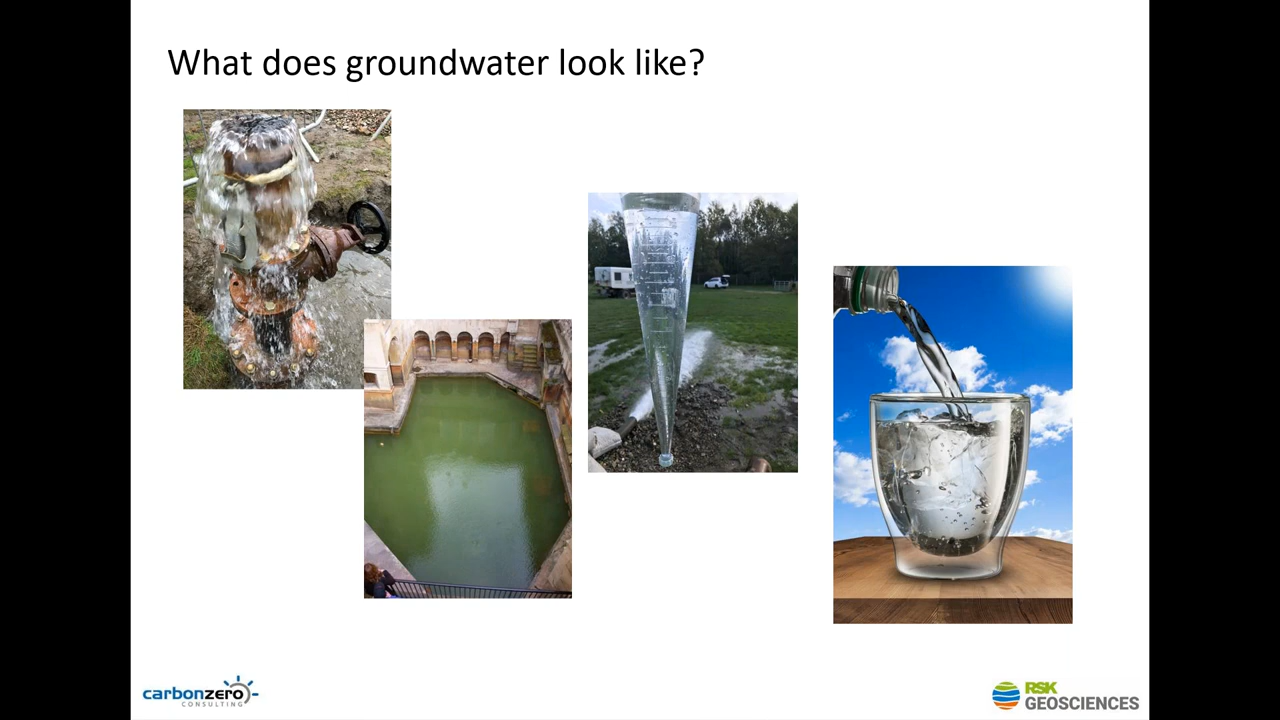 What does groundwater look like?
carbonzero
CONSULTING
RSK
GEOSCIENCES